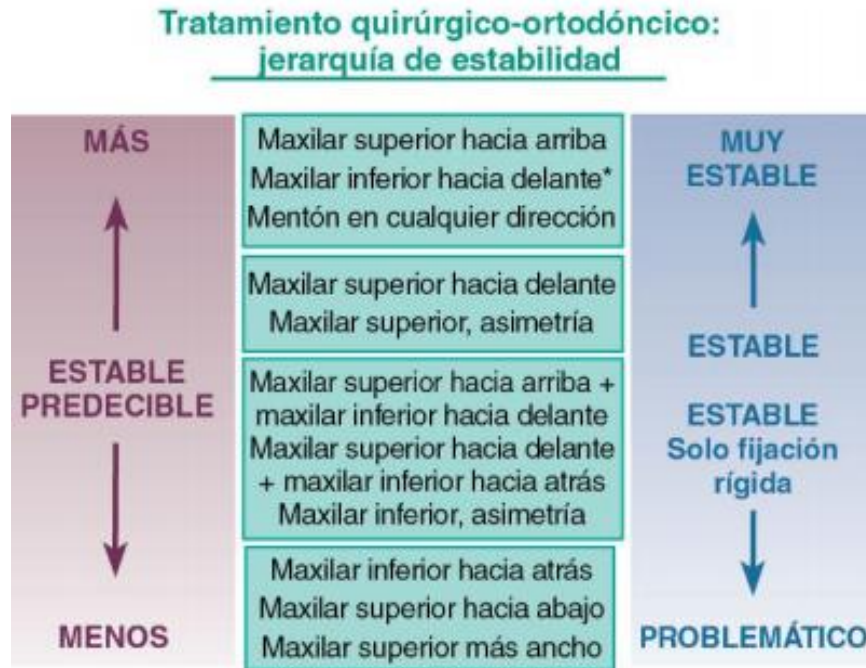 Tratamiento quirúrgico-ortodóncico:
jerarquía de estabilidad
MÁS
ESTABLE
PREDECIBLE
MENOS
Maxilar superior hacia arriba
Maxilar inferior hacia delante*
Mentón en cualquier dirección
Maxilar superior hacia delante
Maxilar superior, asimetría
Maxilar superior hacia arriba +
maxilar inferior hacia delante
Maxilar superior hacia delante
+ maxilar inferior hacia atrás
Maxilar inferior, asimetría
Maxilar inferior hacia atrás
Maxilar superior hacia abajo
Maxilar superior más ancho
MUY
ESTABLE
ESTABLE
ESTABLE
Solo fijación
rígida
PROBLEMÁTICO